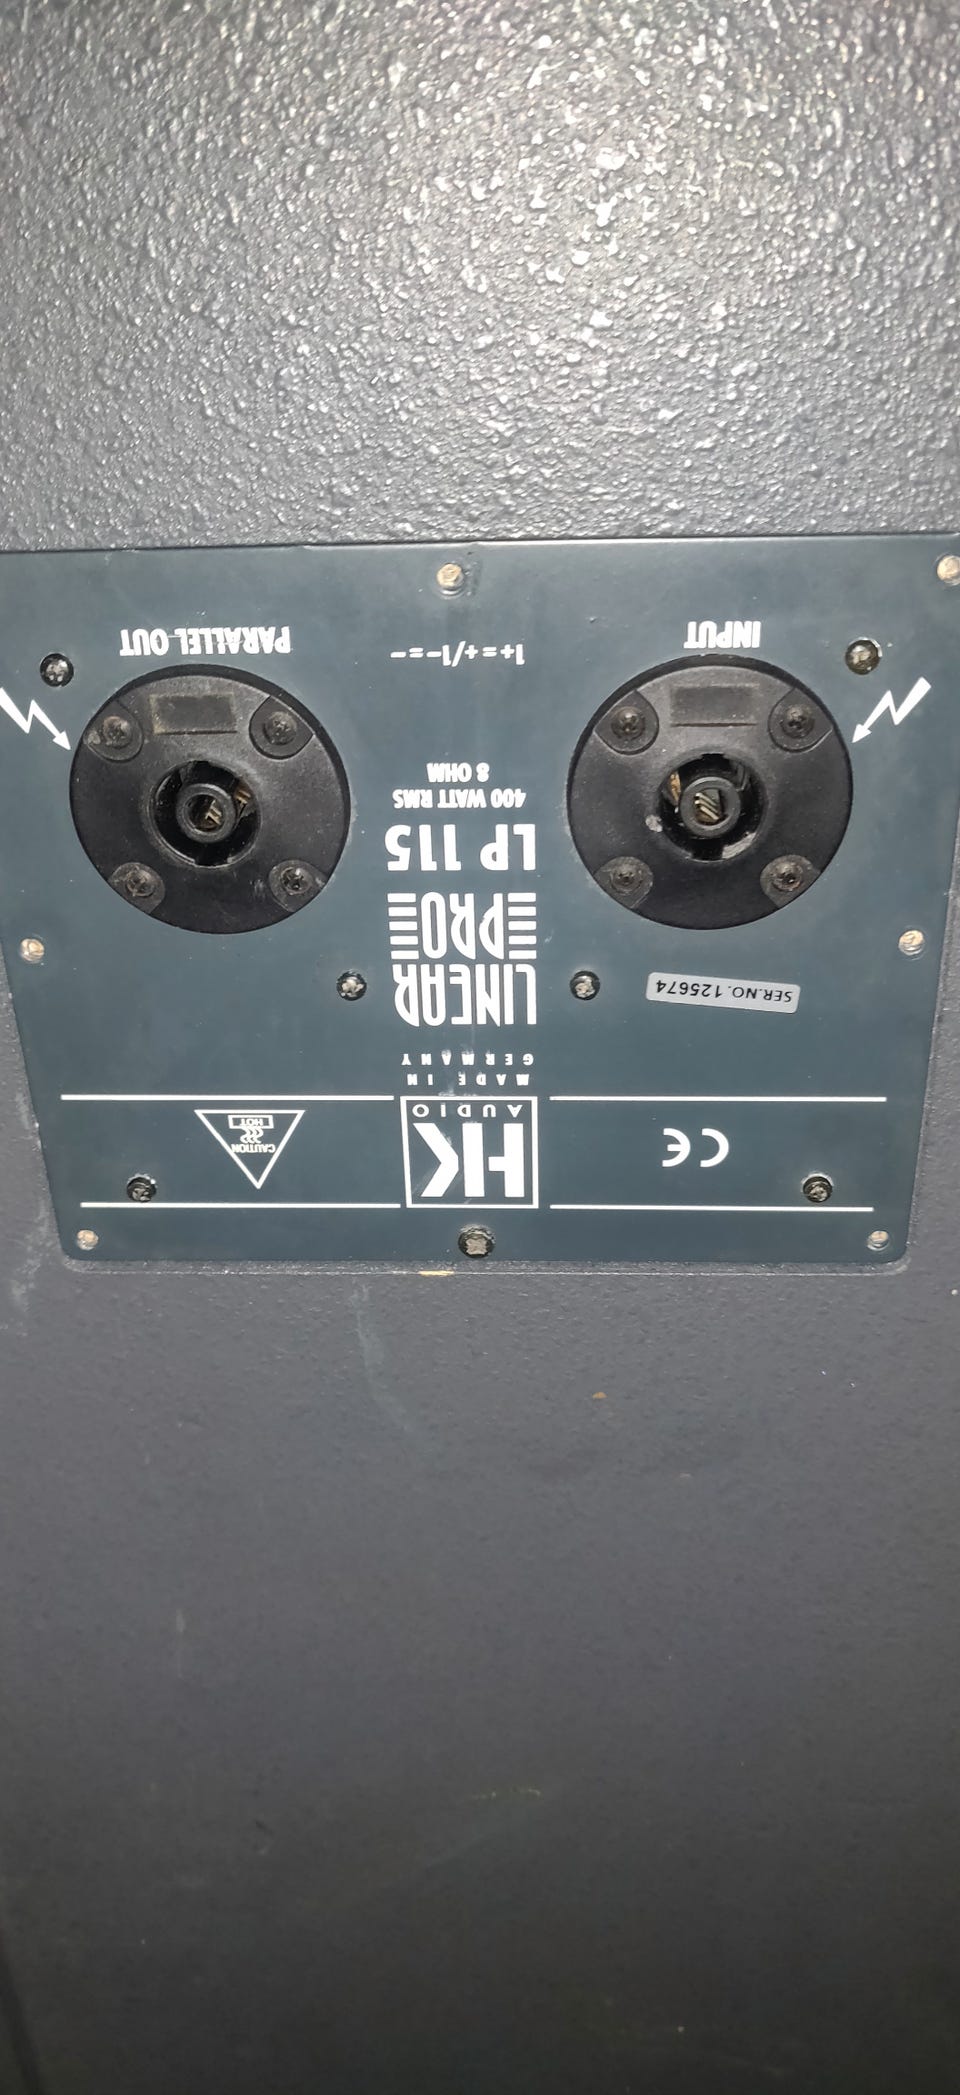 HK
AUDIO
MADE IN
GERMANY
CE
CAUTION
HOT
LINEAR
PRO
SER.NO. 125674
LP 115
400 WATT RMS
8 OHM
INPUT
1+=+/1-=-
PARALLEL OUT